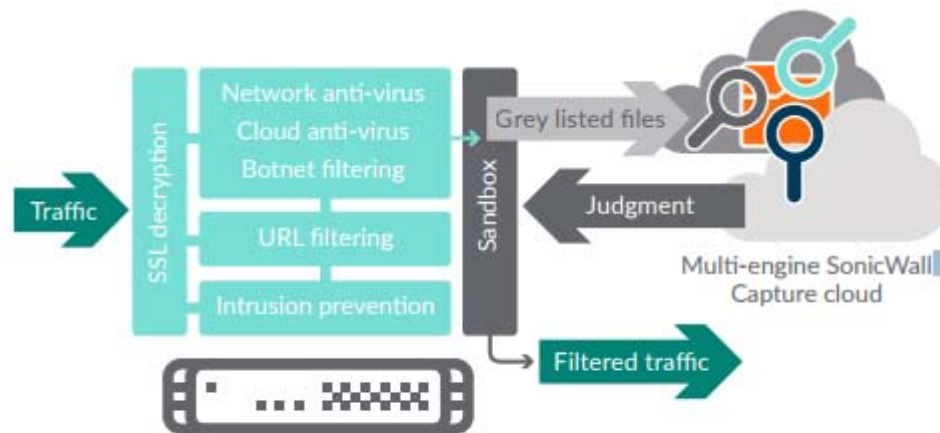 Traffic
SSL decryption
Network anti-virus
Cloud anti-virus
Botnet filtering
URL filtering
Intrusion prevention
Sandbox
Grey listed files
Judgment
Multi-engine SonicWall
Capture cloud
Filtered traffic